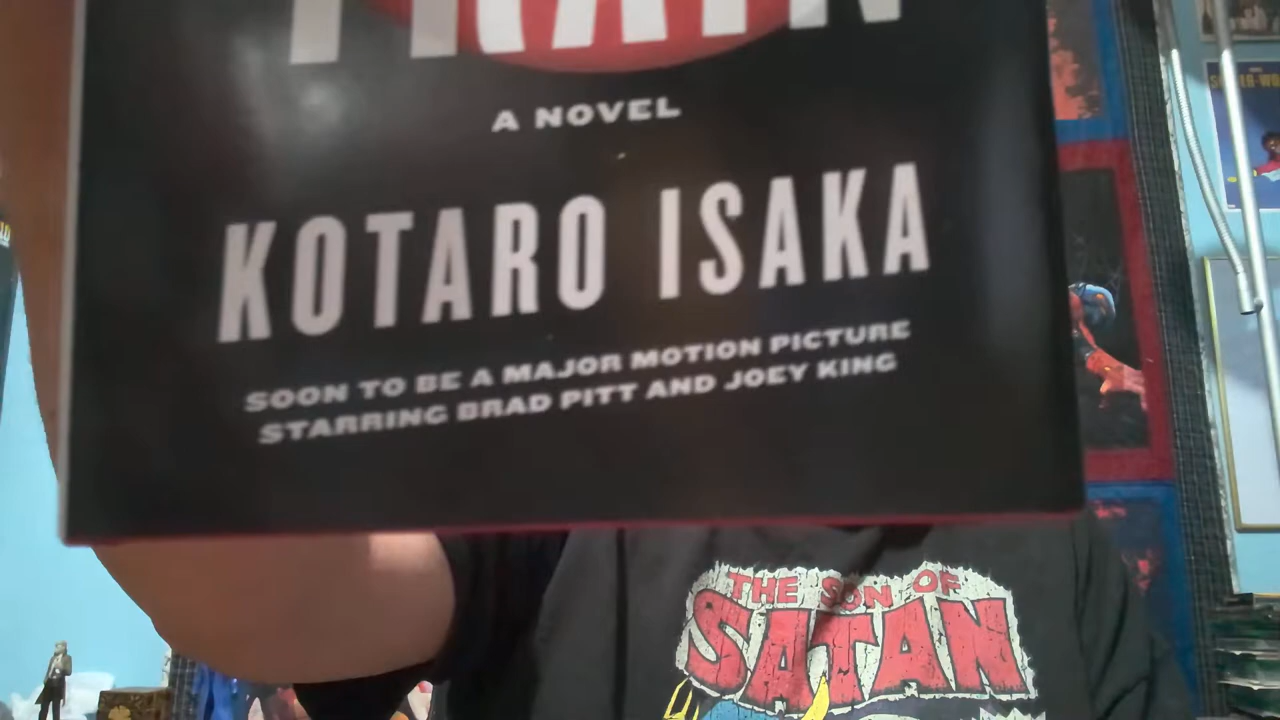 TRAIN
A NOVEL
KOTARO ISAKA
SOON TO BE A MAJOR MOTION PICTURE
STARRING BRAD PITT AND JOEY KING
THE SON OF
SATAN